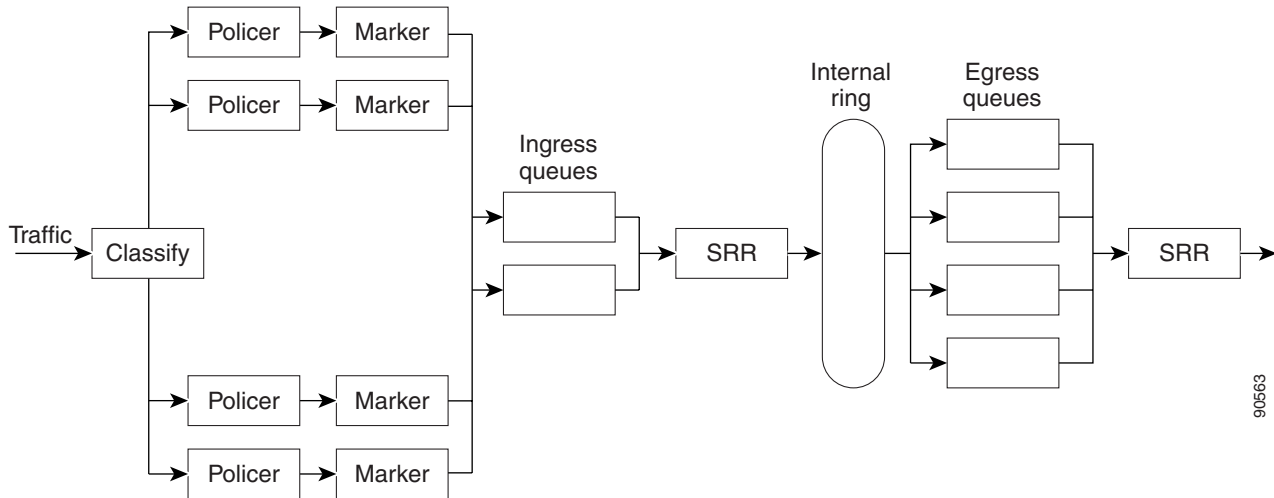 Policer
Marker
Policer
Marker
Internal
ring
Egress
queues
Ingress
queues
Traffic
Classify
SRR
SRR
Policer
Marker
Policer
Marker
90563